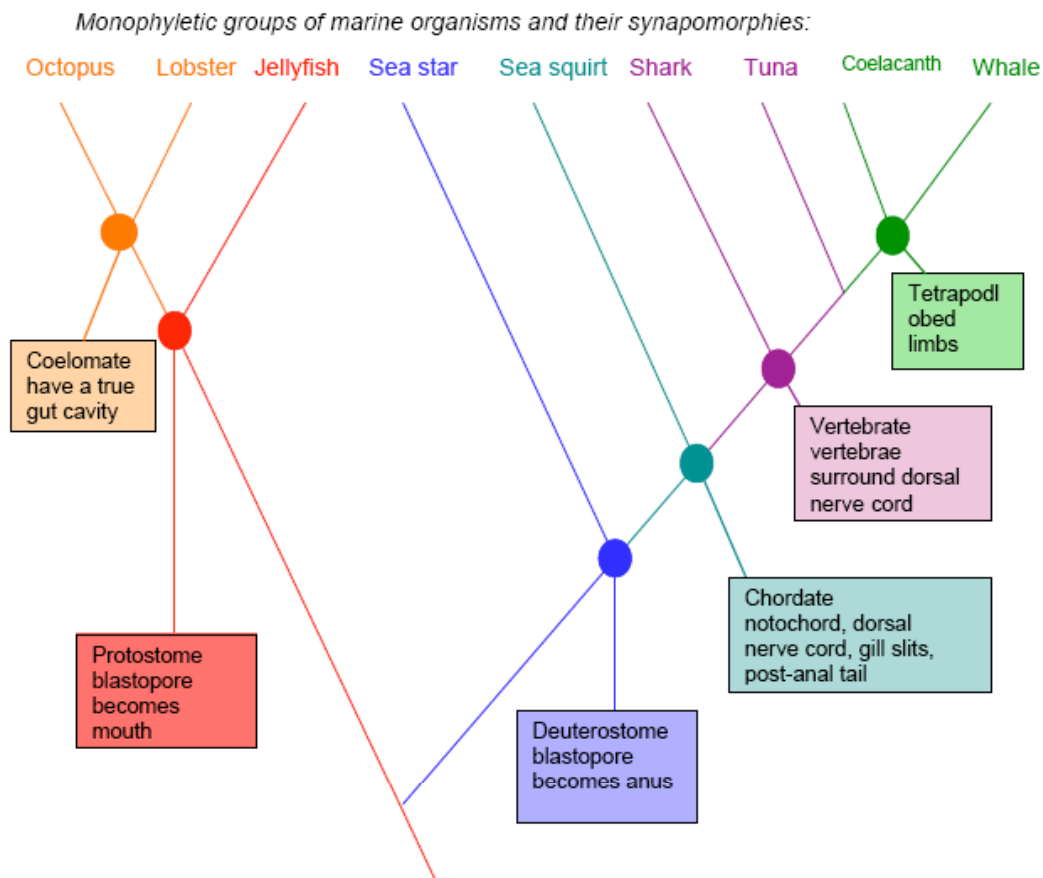 Monophyletic groups of marine organisms and their synapomorphies:
Octopus Lobster Jellyfish Sea star Sea squirt Shark Tuna Coelacanth Whale
Tetrapodl
obed
limbs
Coelomate
have a true
gut cavity
Vertebrate
vertebrae
surround dorsal
nerve cord
Chordate
notochord, dorsal
nerve cord, gill slits,
post-anal tail
Protostome
blastopore
becomes
mouth
Deuterostome
blastopore
becomes anus